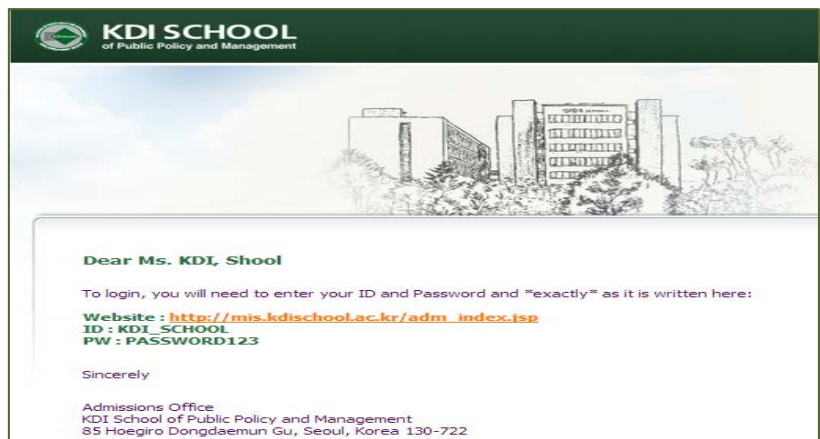 KDI SCHOOL
of Public Policy and Management
Dear Ms. KDI, Shool
To login, you will need to enter your ID and Password and *exactly* as it is written here:
Website : http://mis.kdischool.ac.kr/adm_index.jsp
ID : KDI_SCHOOL
PW : PASSWORD123
Sincerely
Admissions Office
KDI School of Public Policy and Management
85 Hoegiro Dongdaemun Gu, Seoul, Korea 130-722